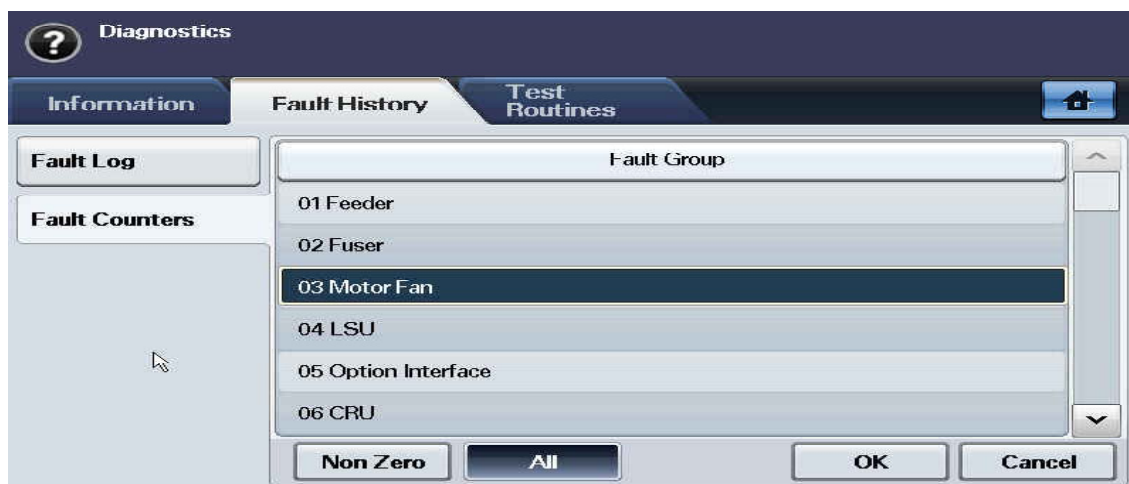 ?
Diagnostics
Information
Fault History
Test
Routines
Fault Log
Fault Counters
Fault Group
01 Feeder
02 Fuser
03 Motor Fan
04 LSU
05 Option Interface
06 CRU
Non Zero
All
OK
Cancel